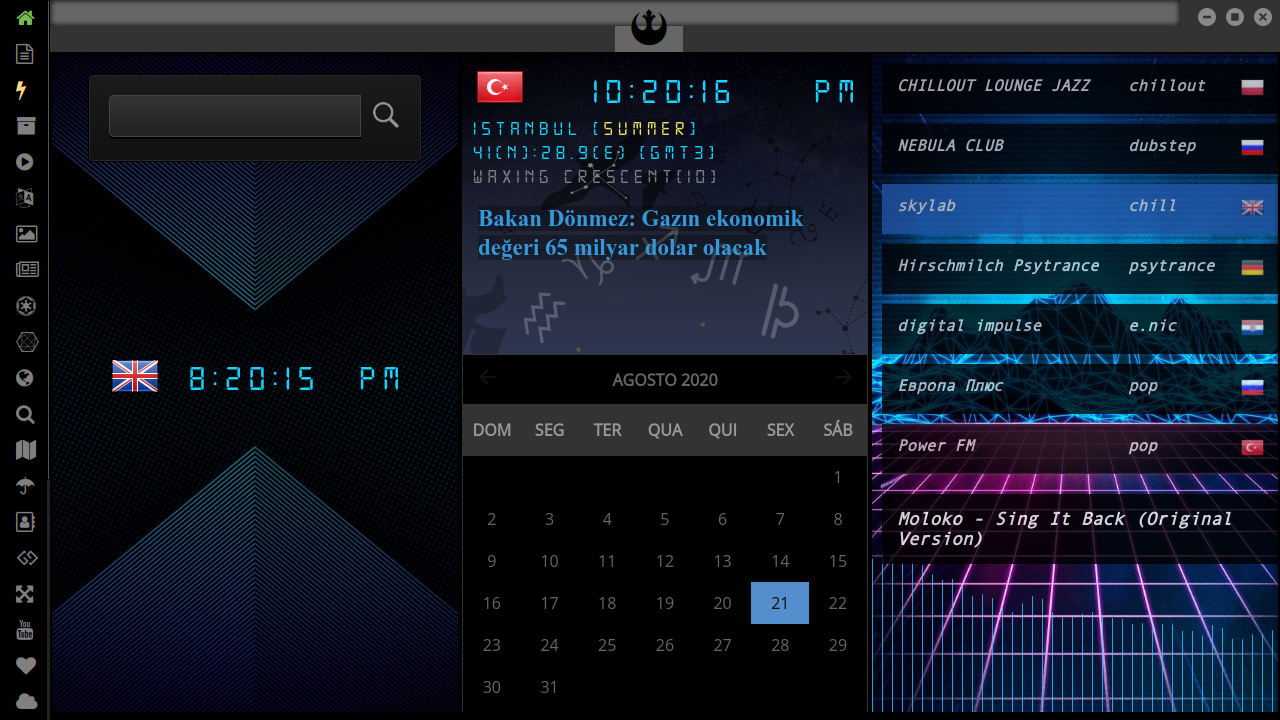 8:20:15 PM
10:20:16 PM
ISTANBUL (SUMMER)
41(N):28.9(E) (GMT3)
WAXING CRESCENT(10)
Bakan Dönmez: Gazın ekonomik
değeri 65 milyar dolar olacak
AGOSTO 2020
DOM SEG TER QUA QUI SEX SÁB
1
2 3 4 5 6 7 8
9 10 11 12 13 14 15
16 17 18 19 20 21 22
23 24 25 26 27 28 29
30 31
CHILLOUT LOUNGE JAZZ chillout
NEBULA CLUB dubstep
skylab chill
Hirschmilch Psytrance psytrance
digital impulse e.nic
Европа Плюс pop
Power FM pop
Moloko - Sing It Back (Original
Version)
You
Tube